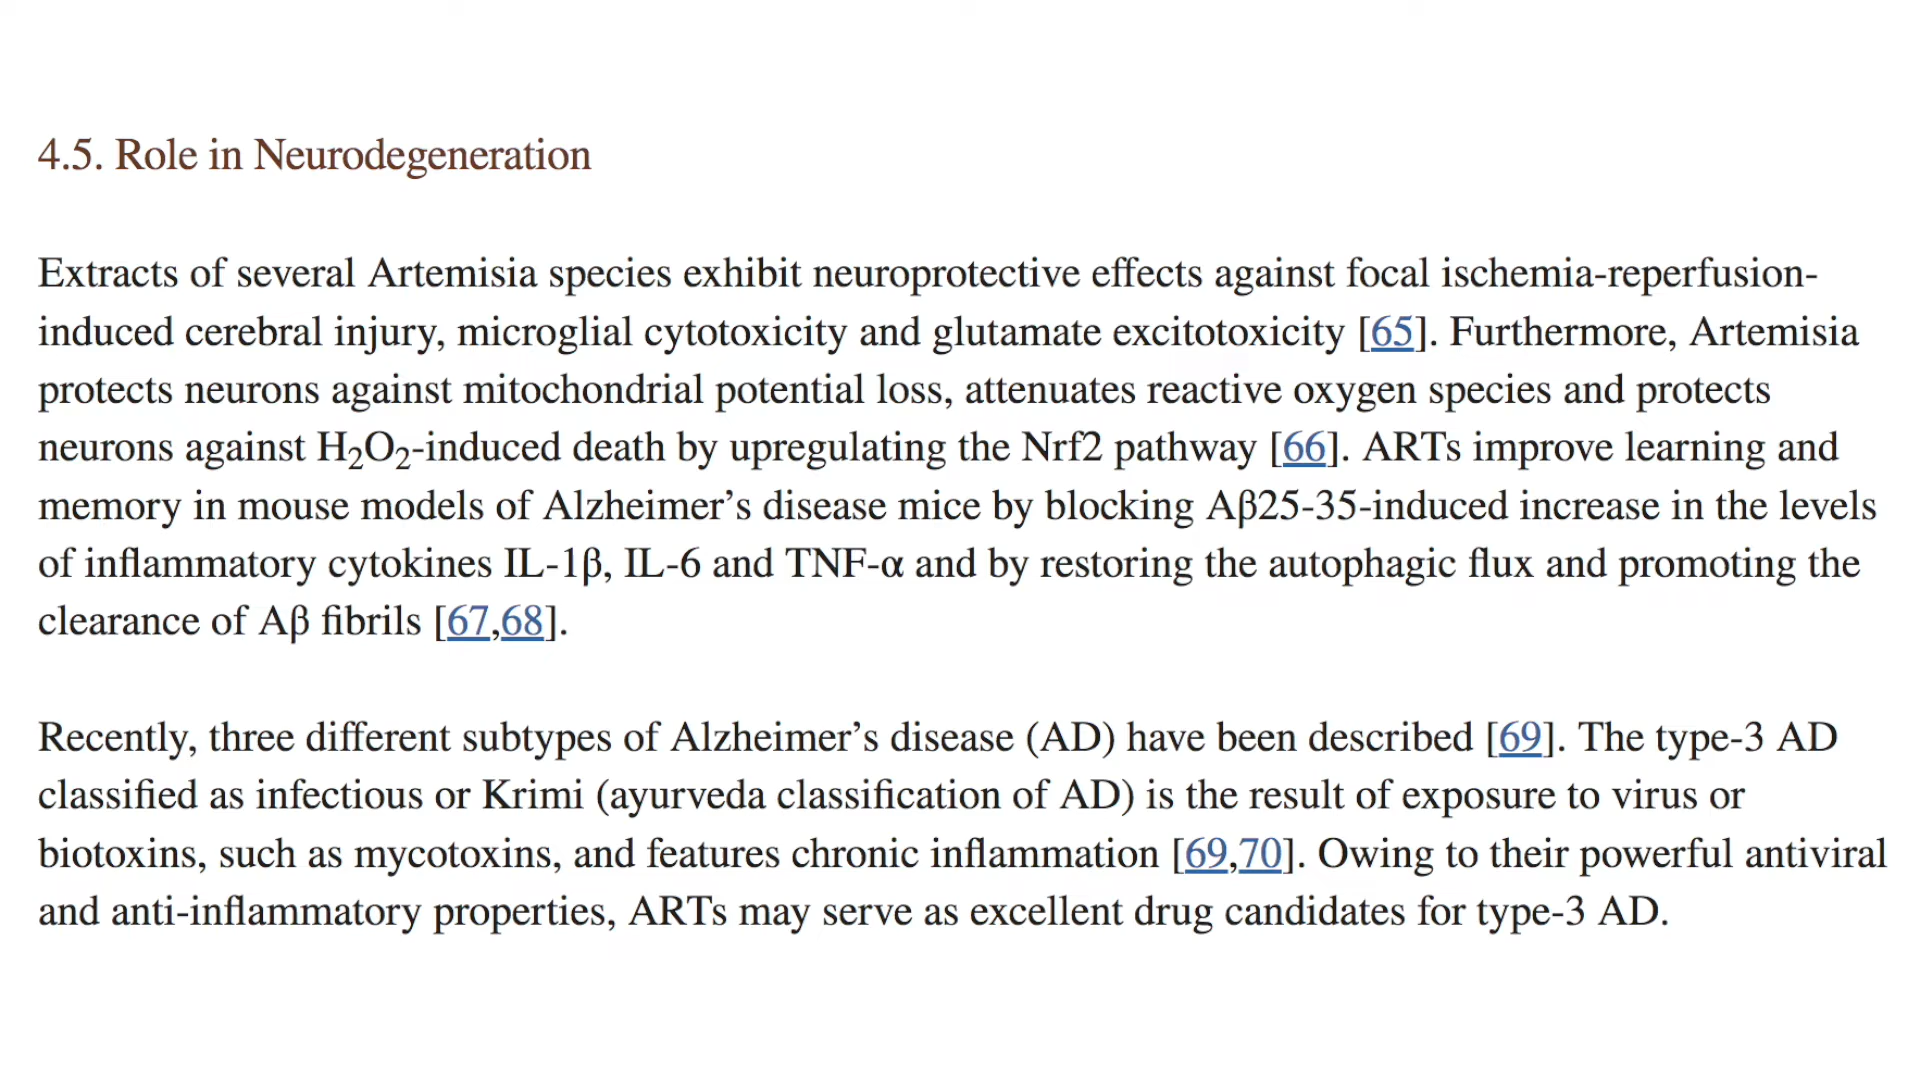 4.5. Role in Neurodegeneration
Extracts of several Artemisia species exhibit neuroprotective effects against focal ischemia-reperfusion-
induced cerebral injury, microglial cytotoxicity and glutamate excitotoxicity [65]. Furthermore, Artemisia
protects neurons against mitochondrial potential loss, attenuates reactive oxygen species and protects
neurons against H₂O₂-induced death by upregulating the Nrf2 pathway [66]. ARTs improve learning and
memory in mouse models of Alzheimer’s disease mice by blocking Aβ25-35-induced increase in the levels
of inflammatory cytokines IL-1β, IL-6 and TNF-α and by restoring the autophagic flux and promoting the
clearance of Aβ fibrils [67,68].
Recently, three different subtypes of Alzheimer’s disease (AD) have been described [69]. The type-3 AD
classified as infectious or Krimi (ayurveda classification of AD) is the result of exposure to virus or
biotoxins, such as mycotoxins, and features chronic inflammation [69,70]. Owing to their powerful antiviral
and anti-inflammatory properties, ARTs may serve as excellent drug candidates for type-3 AD.